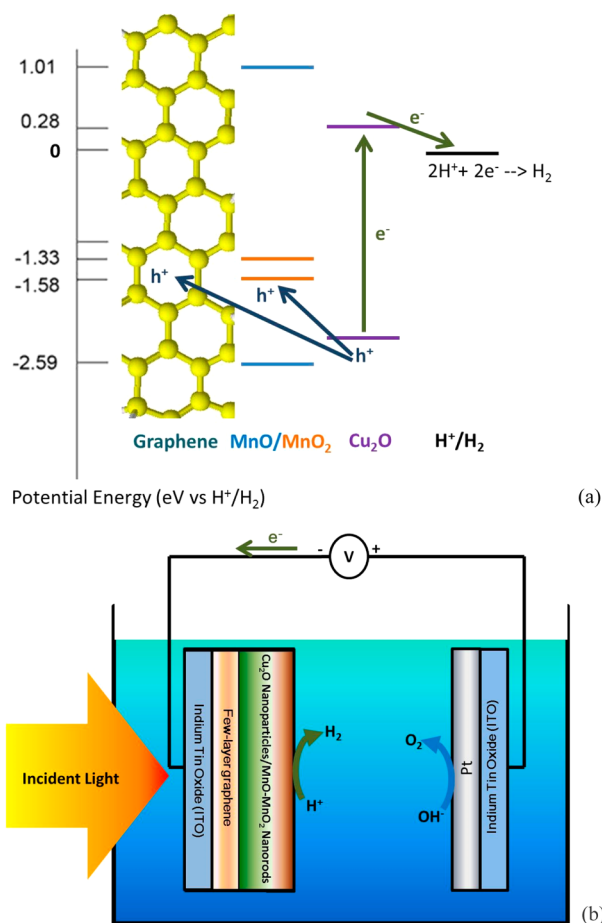 1.01
0.28
0
-1.33
-1.58
-2.59
e⁻
2H⁺+ 2e⁻ --> H₂
e⁻
h⁺
h⁺
h⁺
Graphene MnO/MnO₂ Cu₂O H⁺/H₂
Potential Energy (eV vs H⁺/H₂)
(a)
e⁻
- V +
Incident Light
Indium Tin Oxide (ITO)
Few-layer graphene
Cu₂O Nanoparticles/MnO-MnO₂ Nanorods
H₂
H⁺
O₂
OH⁻
Pt
Indium Tin Oxide (ITO)
(b)